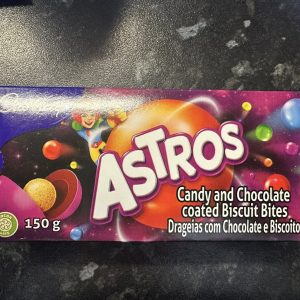 ASTROS
Candy and Chocolate
coated Biscuit Bites
Drageias com Chocolate e Biscoito
150 g